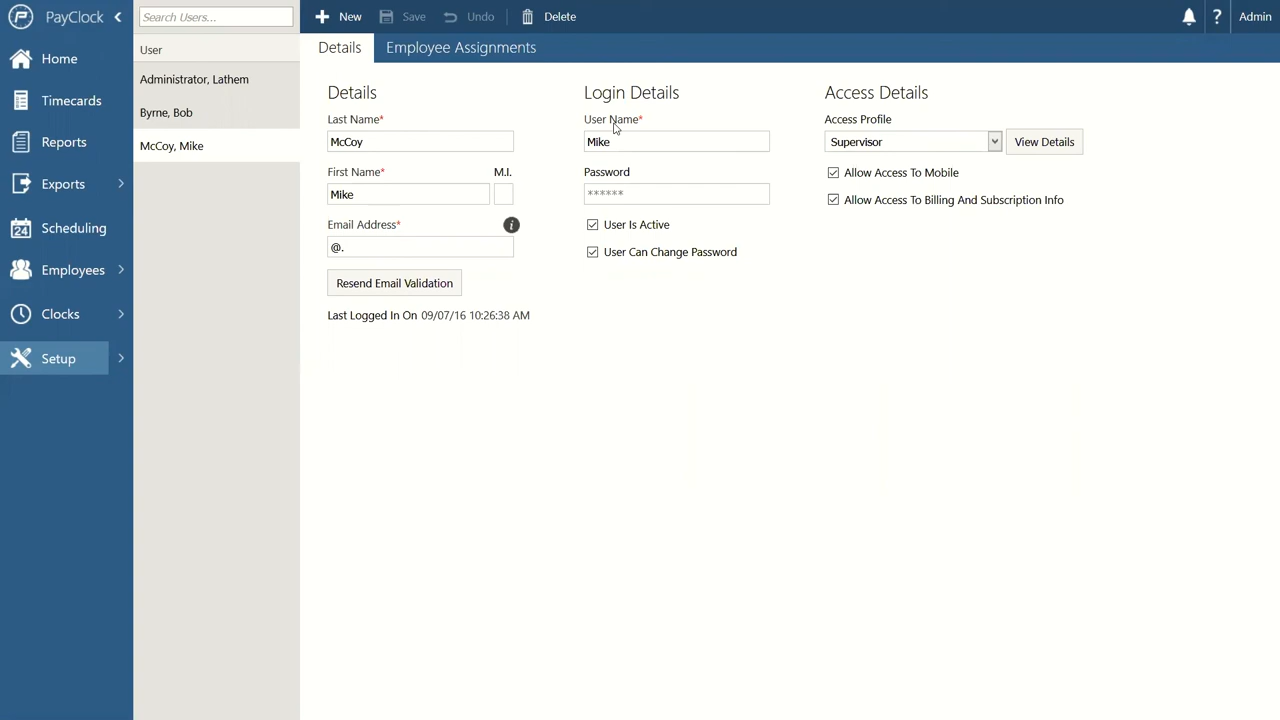 PayClock
Home
Timecards
Reports
Exports
Scheduling
24
Employees
Clocks
Setup
Search Users...
User
Administrator, Lathem
Byrne, Bob
McCoy, Mike
New Save Undo Delete ? Admin
Details Employee Assignments
Details
Last Name*
McCoy
First Name* M.I.
Mike
Email Address* i
@.
Resend Email Validation
Last Logged In On 09/07/16 10:26:38 AM
Login Details
User Name*
Mike
Password
******
User Is Active
User Can Change Password
Access Details
Access Profile
Supervisor View Details
Allow Access To Mobile
Allow Access To Billing And Subscription Info